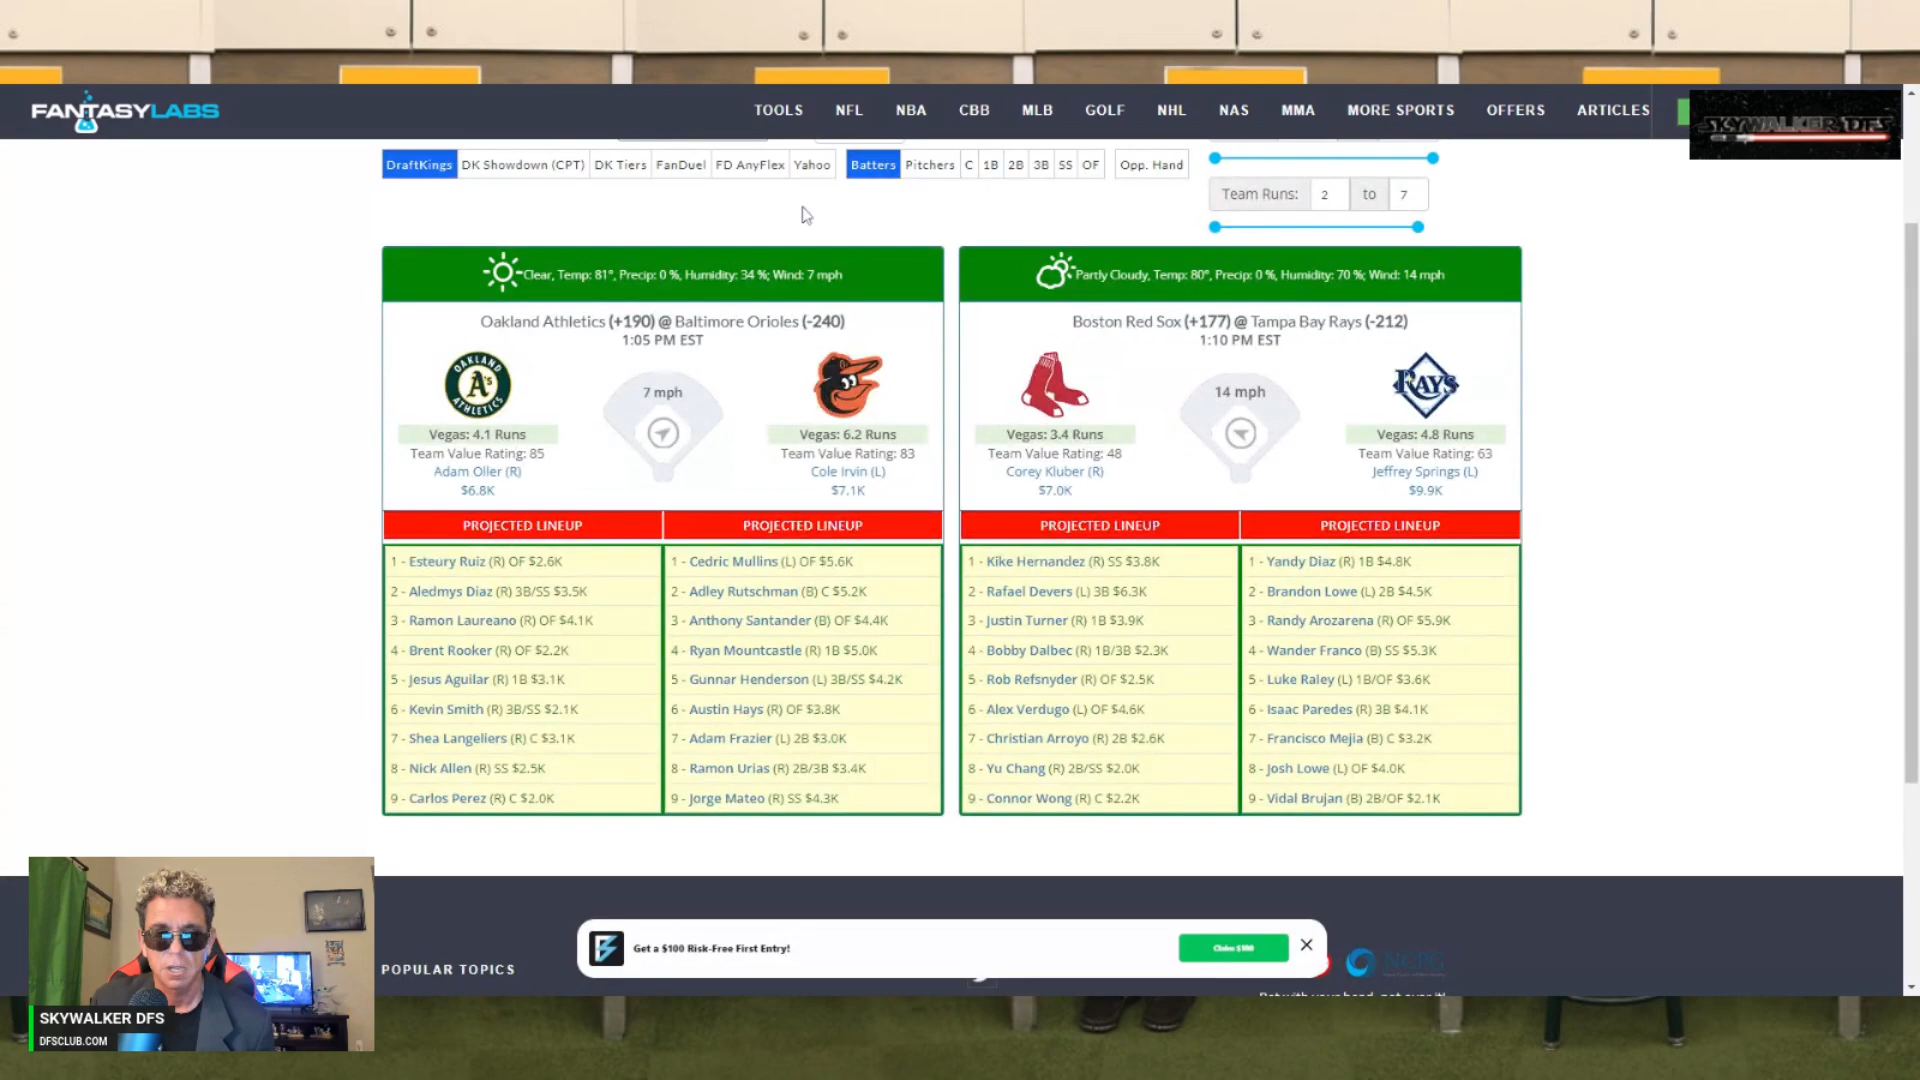 FANTASYLABS
TOOLS NFL NBA CBB MLB GOLF NHL NAS MMA MORE SPORTS OFFERS ARTICLES
SKYWALKER DFS
DraftKings DK Showdown (CPT) DK Tiers FanDuel FD AnyFlex Yahoo Batters Pitchers C 1B 2B 3B SS OF Opp. Hand
Team Runs: 2 to 7
Clear, Temp: 81°, Precip: 0 %, Humidity: 34 %; Wind: 7 mph
Oakland Athletics (+190) @ Baltimore Orioles (-240)
1:05 PM EST
OAKLAND A's ATHLETICS
7 mph
Vegas: 4.1 Runs
Team Value Rating: 85
Adam Oller (R)
$6.8K
Vegas: 6.2 Runs
Team Value Rating: 83
Cole Irvin (L)
$7.1K
PROJECTED LINEUP
1 - Esteury Ruiz (R) OF $2.6K
2 - Aledmys Diaz (R) 3B/SS $3.5K
3 - Ramon Laureano (R) OF $4.1K
4 - Brent Rooker (R) OF $2.2K
5 - Jesus Aguilar (R) 1B $3.1K
6 - Kevin Smith (R) 3B/SS $2.1K
7 - Shea Langeliers (R) C $3.1K
8 - Nick Allen (R) SS $2.5K
9 - Carlos Perez (R) C $2.0K
PROJECTED LINEUP
1 - Cedric Mullins (L) OF $5.6K
2 - Adley Rutschman (B) C $5.2K
3 - Anthony Santander (B) OF $4.4K
4 - Ryan Mountcastle (R) 1B $5.0K
5 - Gunnar Henderson (L) 3B/SS $4.2K
6 - Austin Hays (R) OF $3.8K
7 - Adam Frazier (L) 2B $3.0K
8 - Ramon Urias (R) 2B/3B $3.4K
9 - Jorge Mateo (R) SS $4.3K
Partly Cloudy, Temp: 80°, Precip: 0 %, Humidity: 70 %; Wind: 14 mph
Boston Red Sox (+177) @ Tampa Bay Rays (-212)
1:10 PM EST
14 mph
RAYS
Vegas: 3.4 Runs
Team Value Rating: 48
Corey Kluber (R)
$7.0K
Vegas: 4.8 Runs
Team Value Rating: 63
Jeffrey Springs (L)
$9.9K
PROJECTED LINEUP
1 - Kike Hernandez (R) SS $3.8K
2 - Rafael Devers (L) 3B $6.3K
3 - Justin Turner (R) 1B $3.9K
4 - Bobby Dalbec (R) 1B/3B $2.3K
5 - Rob Refsnyder (R) OF $2.5K
6 - Alex Verdugo (L) OF $4.6K
7 - Christian Arroyo (R) 2B $2.6K
8 - Yu Chang (R) 2B/SS $2.0K
9 - Connor Wong (R) C $2.2K
PROJECTED LINEUP
1 - Yandy Diaz (R) 1B $4.8K
2 - Brandon Lowe (L) 2B $4.5K
3 - Randy Arozarena (R) OF $5.9K
4 - Wander Franco (B) SS $5.3K
5 - Luke Raley (L) 1B/OF $3.6K
6 - Isaac Paredes (R) 3B $4.1K
7 - Francisco Mejia (B) C $3.2K
8 - Josh Lowe (L) OF $4.0K
9 - Vidal Brujan (B) 2B/OF $2.1K
Get a $100 Risk-Free First Entry!
Claim $100
POPULAR TOPICS
NCPG
SKYWALKER DFS
DFSCLUB.COM